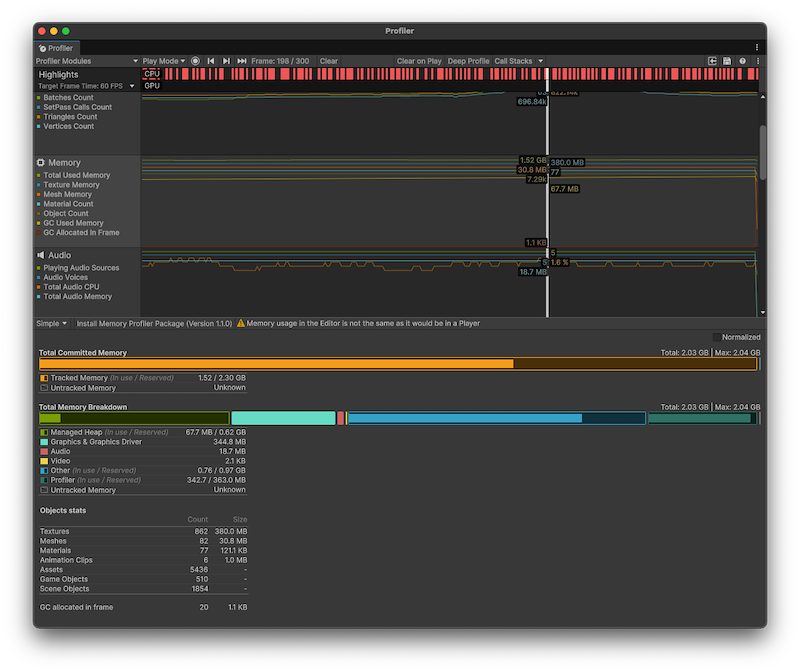 Profiler
Profiler
Profiler Modules Play Mode Frame: 198 / 300 Clear Clear on Play Deep Profile Call Stacks
Highlights CPU
Target Frame Time: 60 FPS GPU
Batches Count
SetPass Calls Count 696.84k
Triangles Count
Vertices Count
Memory 1.52 GB 380.0 MB
Total Used Memory 30.8 MB 77
Texture Memory 7.29k
Mesh Memory 67.7 MB
Material Count
Object Count
GC Used Memory
GC Allocated In Frame
1.1 KB
Audio 5
Playing Audio Sources 5 1.6 %
Audio Voices 18.7 MB
Total Audio CPU
Total Audio Memory
Simple Install Memory Profiler Package (Version 1.1.0) Memory usage in the Editor is not the same as it would be in a Player
Normalized
Total Committed Memory Total: 2.03 GB | Max: 2.04 GB
Tracked Memory (In use / Reserved) 1.52 / 2.30 GB
Untracked Memory Unknown
Total Memory Breakdown Total: 2.03 GB | Max: 2.04 GB
Managed Heap (In use / Reserved) 67.7 MB / 0.62 GB
Graphics & Graphics Driver 344.8 MB
Audio 18.7 MB
Video 2.1 KB
Other (In use / Reserved) 0.76 / 0.97 GB
Profiler (In use / Reserved) 342.7 / 363.0 MB
Untracked Memory Unknown
Objects stats
Count Size
Textures 862 380.0 MB
Meshes 82 30.8 MB
Materials 77 121.1 KB
Animation Clips 6 1.0 MB
Assets 5436 -
Game Objects 510 -
Scene Objects 1854 -
GC allocated in frame 20 1.1 KB